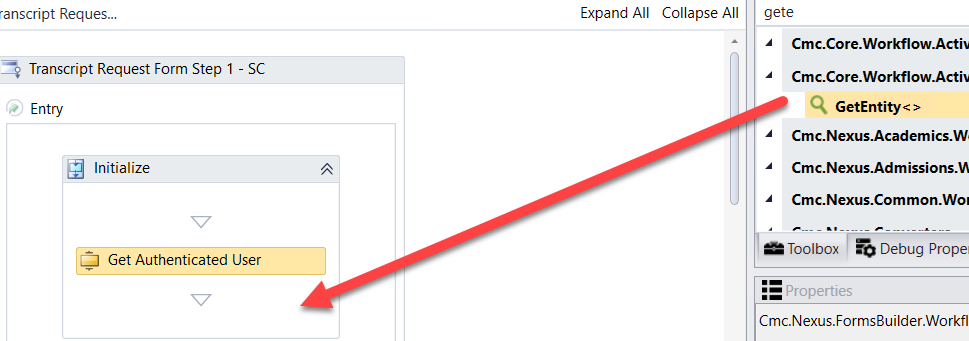 ranscript Reques...
Expand All Collapse All
Transcript Request Form Step 1 - SC
Entry
Initialize
Get Authenticated User
gete
Cmc.Core.Workflow.Activ
Cmc.Core.Workflow.Activ
GetEntity<>
Cmc.Nexus.Academics.Wo
Cmc.Nexus.Admissions.W
Cmc.Nexus.Common.Wor
Toolbox Debug Proper
Properties
Cmc.Nexus.FormsBuilder.Workfl